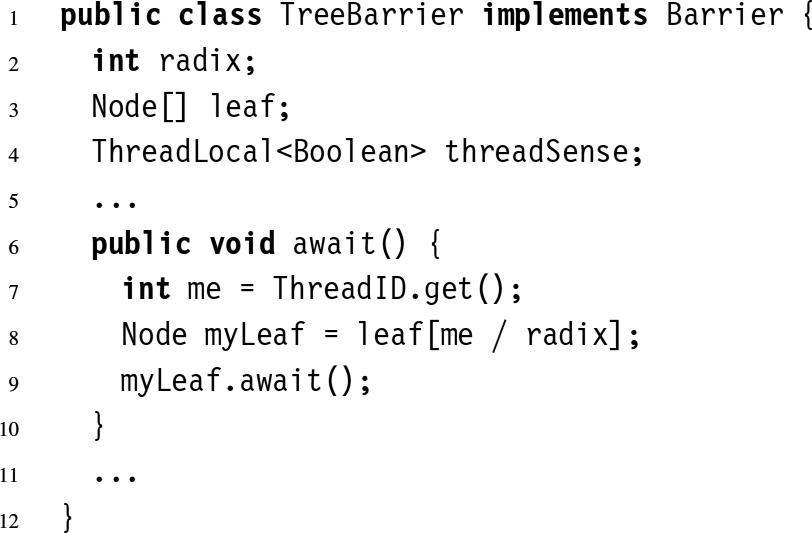 1 public class TreeBarrier implements Barrier {
2 int radix;
3 Node[] leaf;
4 ThreadLocal<Boolean> threadSense;
5 ...
6 public void await() {
7 int me = ThreadID.get();
8 Node myLeaf = leaf[me / radix];
9 myLeaf.await();
10 }
11 ...
12 }